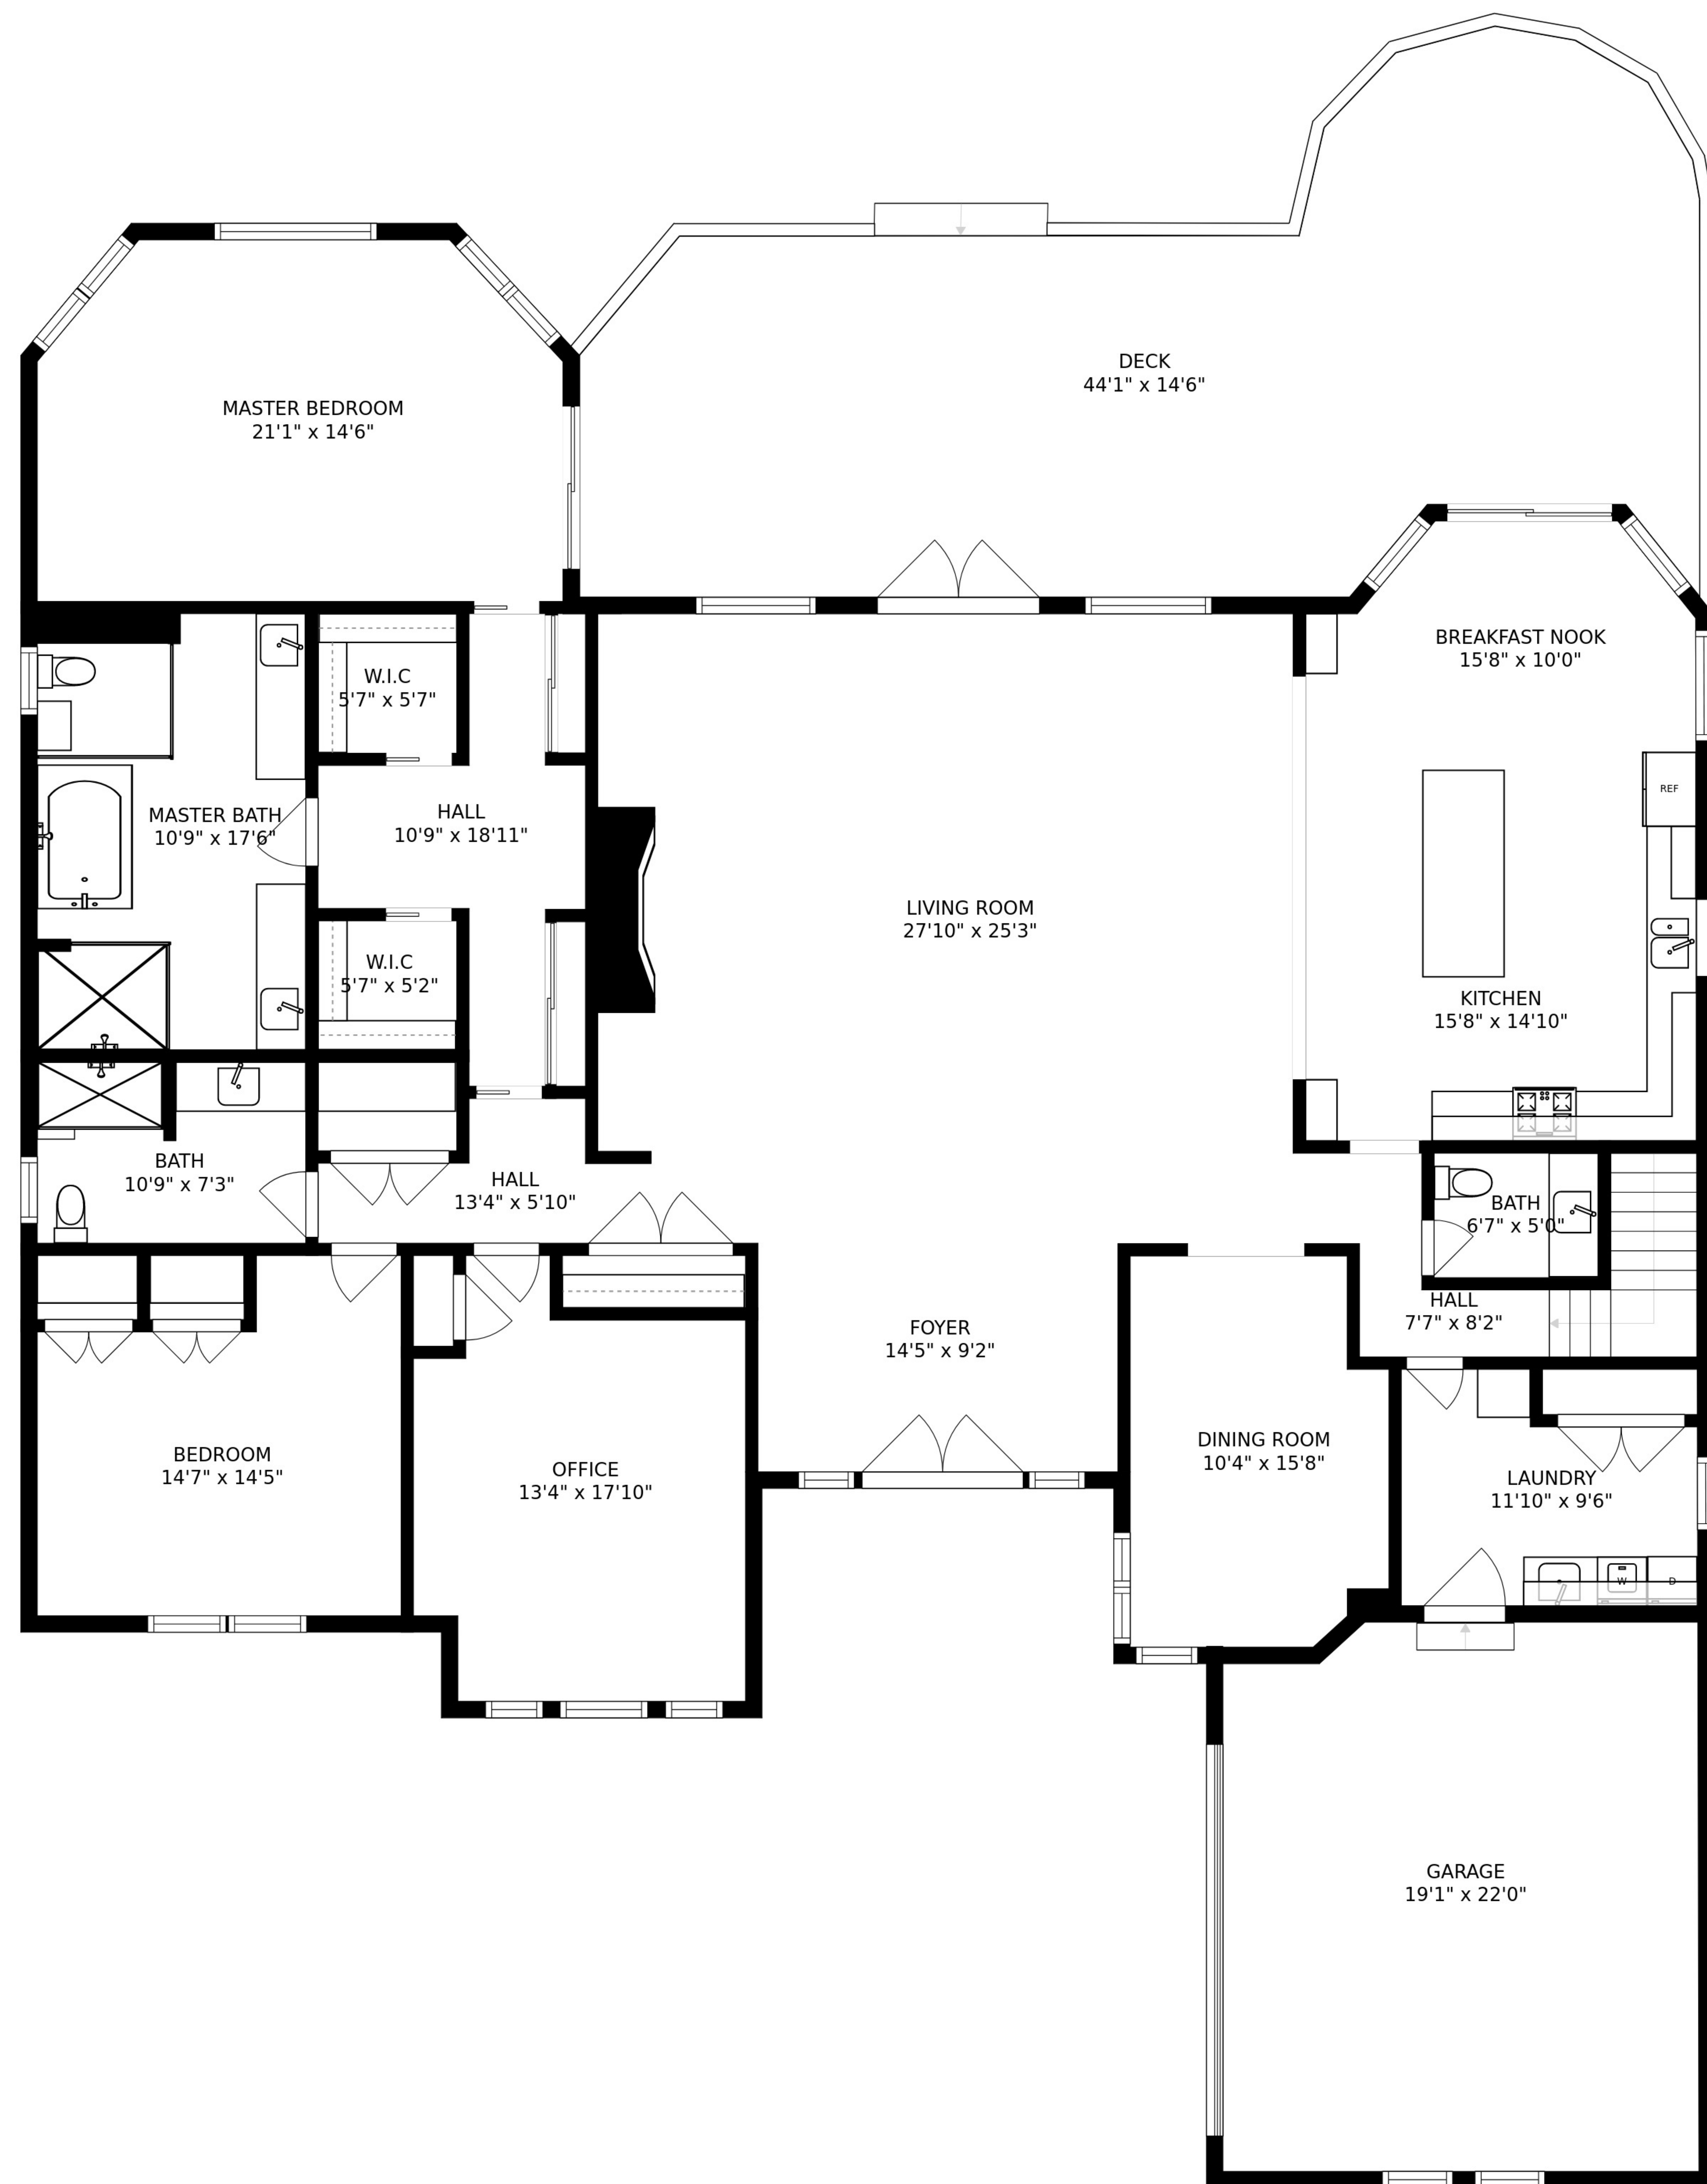 DECK
44'1" x 14'6"
MASTER BEDROOM
21'1" x 14'6"
BREAKFAST NOOK
15'8" x 10'0"
W.I.C
5'7" x 5'7"
REF
HALL
10'9" x 18'11"
MASTER BATH
10'9" x 17'6"
LIVING ROOM
27'10" x 25'3"
W.I.C
5'7" x 5'2"
KITCHEN
15'8" x 14'10"
BATH
10'9" x 7'3"
HALL
13'4" x 5'10"
BATH
6'7" x 5'0"
HALL
7'7" x 8'2"
FOYER
14'5" x 9'2"
DINING ROOM
10'4" x 15'8"
BEDROOM
14'7" x 14'5"
OFFICE
13'4" x 17'10"
LAUNDRY
11'10" x 9'6"
W
D
GARAGE
19'1" x 22'0"